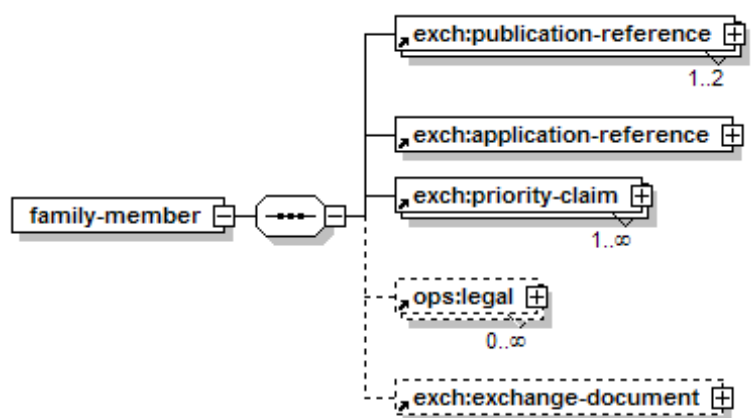 exch:publication-reference
1..2
exch:application-reference
family-member
exch:priority-claim
1..∞
ops:legal
0..∞
exch:exchange-document